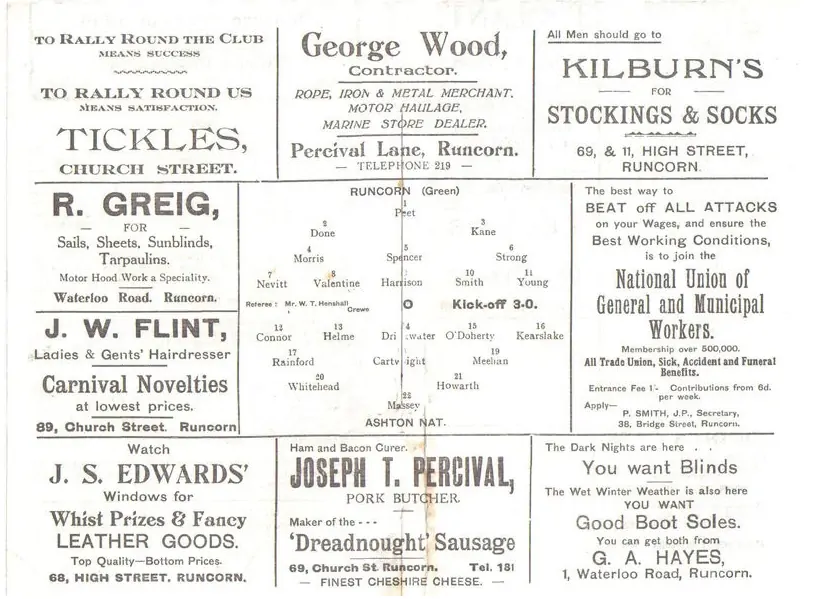 TO RALLY ROUND THE CLUB
MEANS SUCCESS
TO RALLY ROUND US
MEANS SATISFACTION.
TICKLES,
CHURCH STREET.
George Wood,
Contractor.
ROPE, IRON & METAL MERCHANT.
MOTOR HAULAGE,
MARINE STORE DEALER.
Percival Lane, Runcorn.
— TELEPHONE 219 —
All Men should go to
KILBURN'S
— FOR —
STOCKINGS & SOCKS
69, & 11, HIGH STREET,
RUNCORN.
R. GREIG,
— FOR —
Sails, Sheets, Sunblinds,
Tarpaulins.
Motor Hood Work a Speciality.
Waterloo Road. Runcorn.
J. W. FLINT,
Ladies & Gents' Hairdresser
Carnival Novelties
at lowest prices.
89, Church Street. Runcorn
RUNCORN (Green)
1
Peet
2 3
Done Kane
4 5 6
Morris Spencer Strong
7 8 10 11
Nevitt Valentine Harrison Smith Young
Referee : Mr. W. T. Henshall Crewe O Kick-off 3-0.
12 13 14 15 16
Connor Helme Drinkwater O'Doherty Kearslake
17 19
Rainford Cartwright Meehan
20 21
Whitehead Howarth
22
Massey
ASHTON NAT.
The best way to
BEAT off ALL ATTACKS
on your Wages, and ensure the
Best Working Conditions,
is to join the
National Union of
General and Municipal
Workers.
Membership over 500,000.
All Trade Union, Sick, Accident and Funeral
Benefits.
Entrance Fee 1/- Contributions from 6d.
per week.
Apply—
P. SMITH, J.P., Secretary,
38, Bridge Street, Runcorn.
Watch
J. S. EDWARDS'
Windows for
Whist Prizes & Fancy
LEATHER GOODS.
Top Quality—Bottom Prices.
68, HIGH STREET. RUNCORN.
Ham and Bacon Curer.
JOSEPH T. PERCIVAL,
PORK BUTCHER.
Maker of the - - -
'Dreadnought' Sausage
69, Church St. Runcorn. Tel. 181
— FINEST CHESHIRE CHEESE. —
The Dark Nights are here . .
You want Blinds
The Wet Winter Weather is also here
YOU WANT
Good Boot Soles.
You can get both from
G. A. HAYES,
1, Waterloo Road, Runcorn.